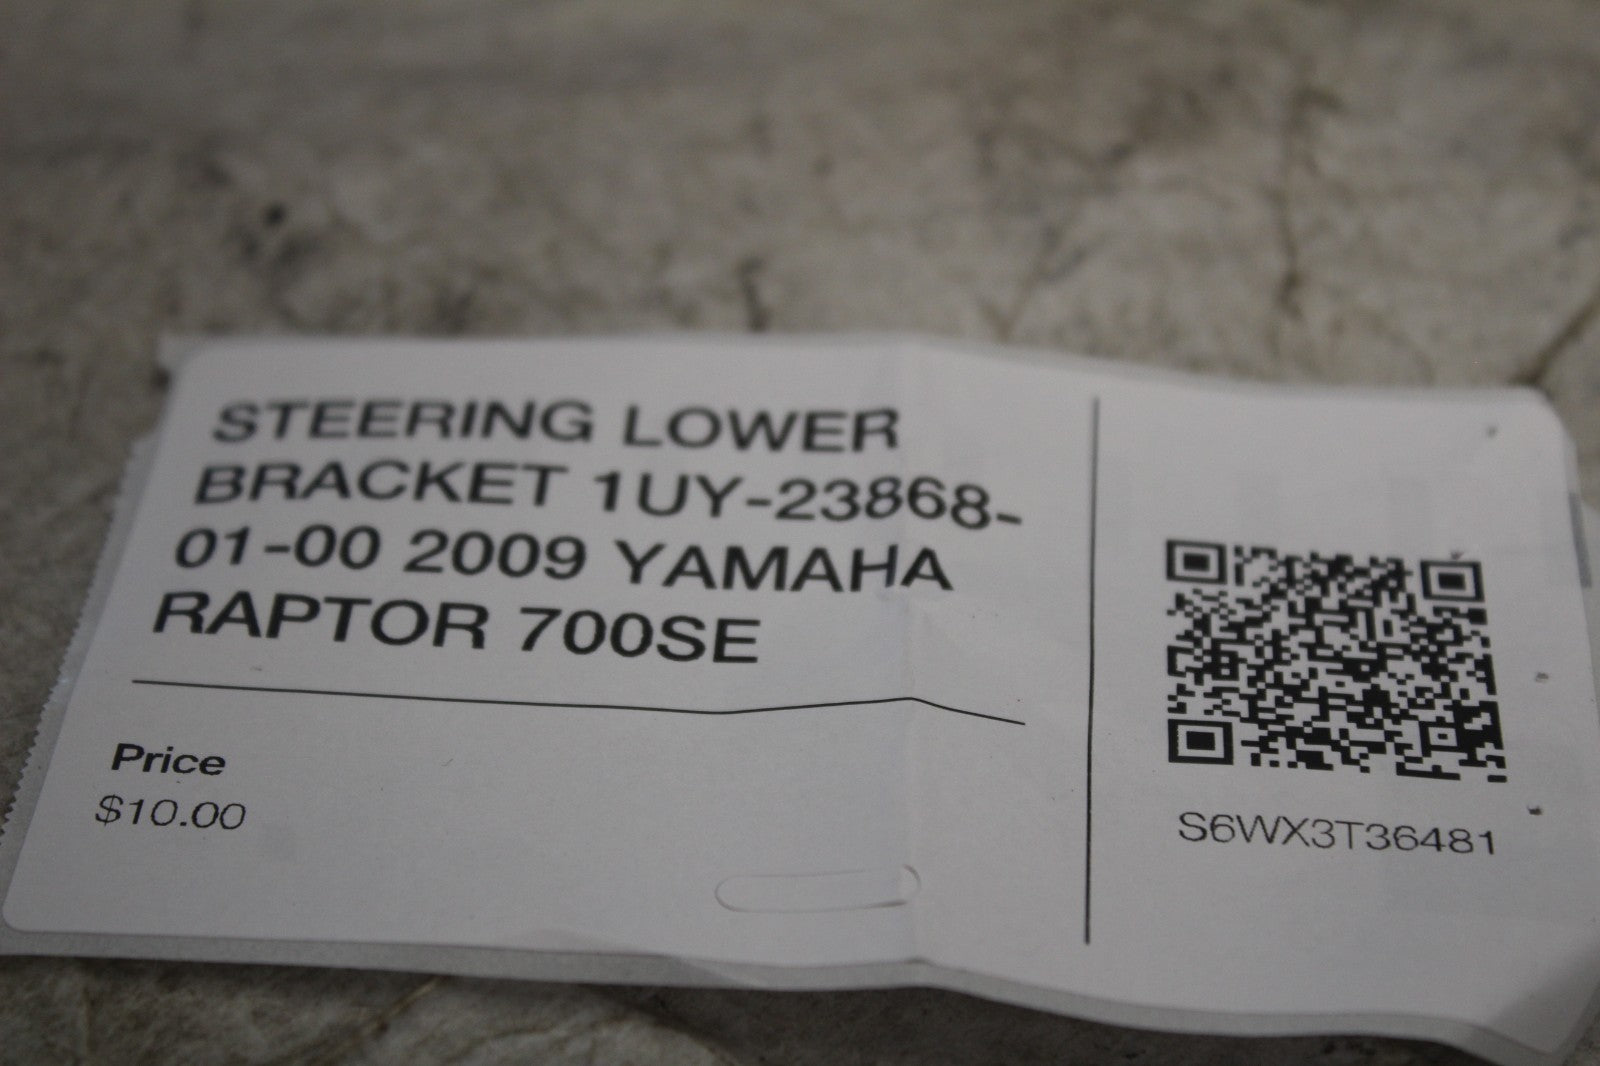 STEERING LOWER
BRACKET 1UY-23868-
01-00 2009 YAMAHA
RAPTOR 700SE
Price
$10.00
S6WX3T36481